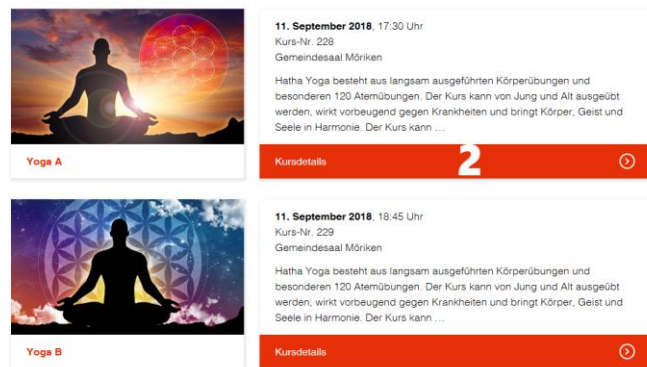 11. September 2018, 17:30 Uhr
Kurs-Nr. 228
Gemeindesaal Möriken
Hatha Yoga besteht aus langsam ausgeführten Körperübungen und
besonderen 120 Atemübungen. Der Kurs kann von Jung und Alt ausgeübt
werden, wirkt vorbeugend gegen Krankheiten und bringt Körper, Geist und
Seele in Harmonie. Der Kurs kann ...
Yoga A
Kursdetails
2
11. September 2018, 18:45 Uhr
Kurs-Nr. 229
Gemeindesaal Möriken
Hatha Yoga besteht aus langsam ausgeführten Körperübungen und
besonderen 120 Atemübungen. Der Kurs kann von Jung und Alt ausgeübt
werden, wirkt vorbeugend gegen Krankheiten und bringt Körper, Geist und
Seele in Harmonie. Der Kurs kann ...
Yoga B
Kursdetails